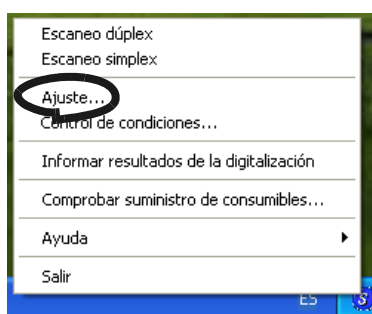 Escaneo dúplex
Escaneo simplex
Ajuste...
Control de condiciones...
Informar resultados de la digitalización
Comprobar suministro de consumibles...
Ayuda
Salir
ES
S